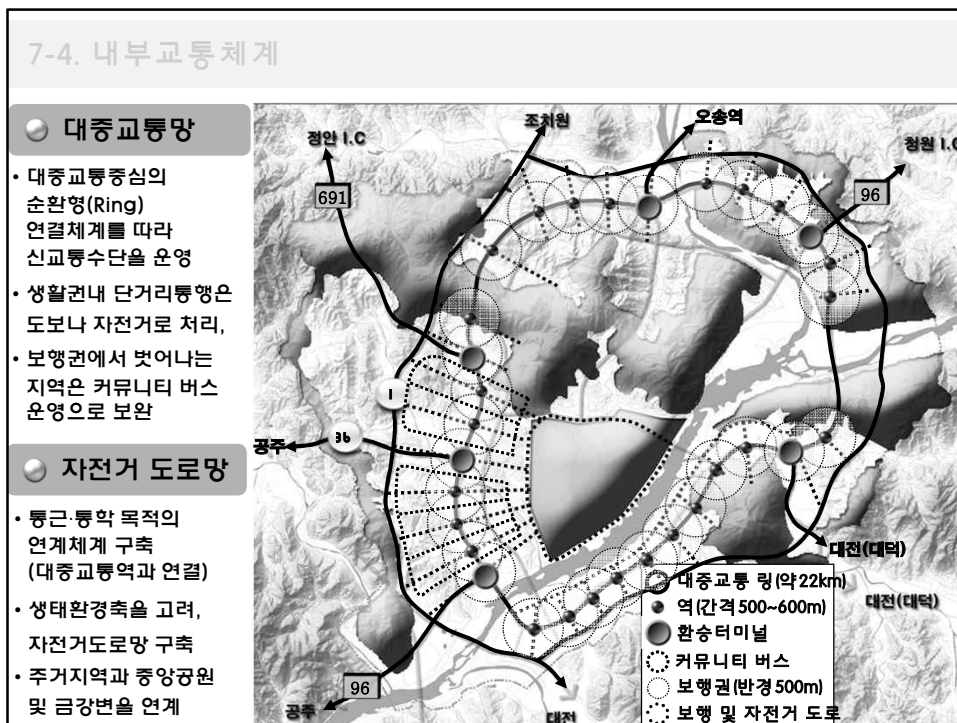 7-4. 내부교통체계
대중교통망
• 대중교통중심의
순환형(Ring)
연결체계를 따라
신교통수단을 운영
• 생활권내 단거리통행은
도보나 자전거로 처리,
• 보행권에서 벗어나는
지역은 커뮤니티 버스
운영으로 보완
자전거 도로망
• 통근·통학 목적의
연계체계 구축
(대중교통역과 연결)
• 생태환경축을 고려,
자전거도로망 구축
• 주거지역과 중앙공원
및 금강변을 연계
정안 I.C
조치원
오송역
청원 I.C
691
96
1
36
공주
대전(대덕)
대전(대덕)
96
공주
대전
대중교통 링(약22km)
역(간격500~600m)
환승터미널
커뮤니티 버스
보행권(반경500m)
보행 및 자전거 도로